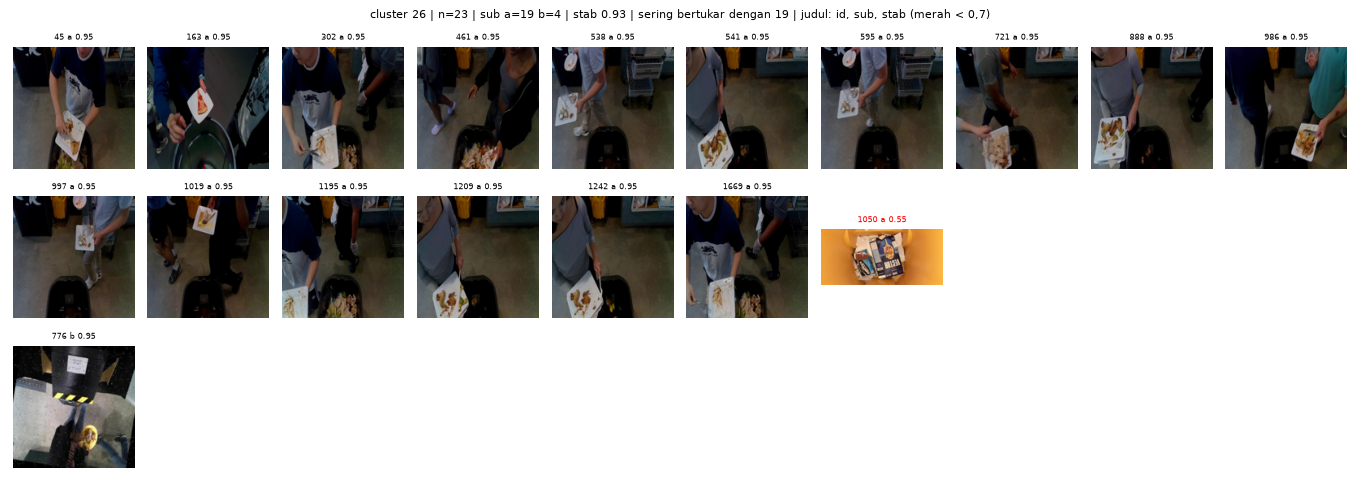 cluster 26 | n=23 | sub a=19 b=4 | stab 0.93 | sering bertukar dengan 19 | judul: id, sub, stab (merah < 0,7)
45 a 0.95
163 a 0.95
302 a 0.95
461 a 0.95
538 a 0.95
541 a 0.95
595 a 0.95
721 a 0.95
888 a 0.95
986 a 0.95
997 a 0.95
1019 a 0.95
1195 a 0.95
1209 a 0.95
1242 a 0.95
1669 a 0.95
1050 a 0.55
776 b 0.95